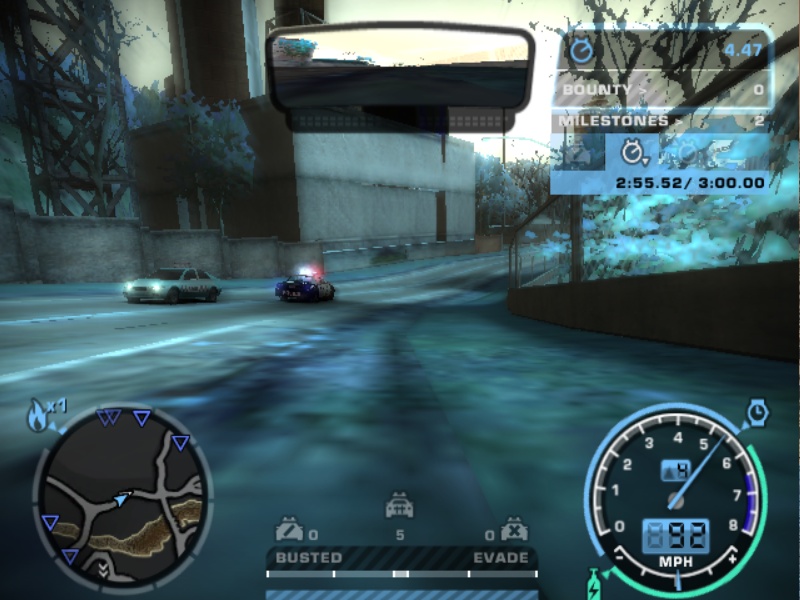 4.47
BOUNTY > 0
MILESTONES > 2
2:55.52/ 3:00.00
x1
0 5 0
BUSTED EVADE
0 1 2 3 4 5 6 7 8
4
92
MPH
- +